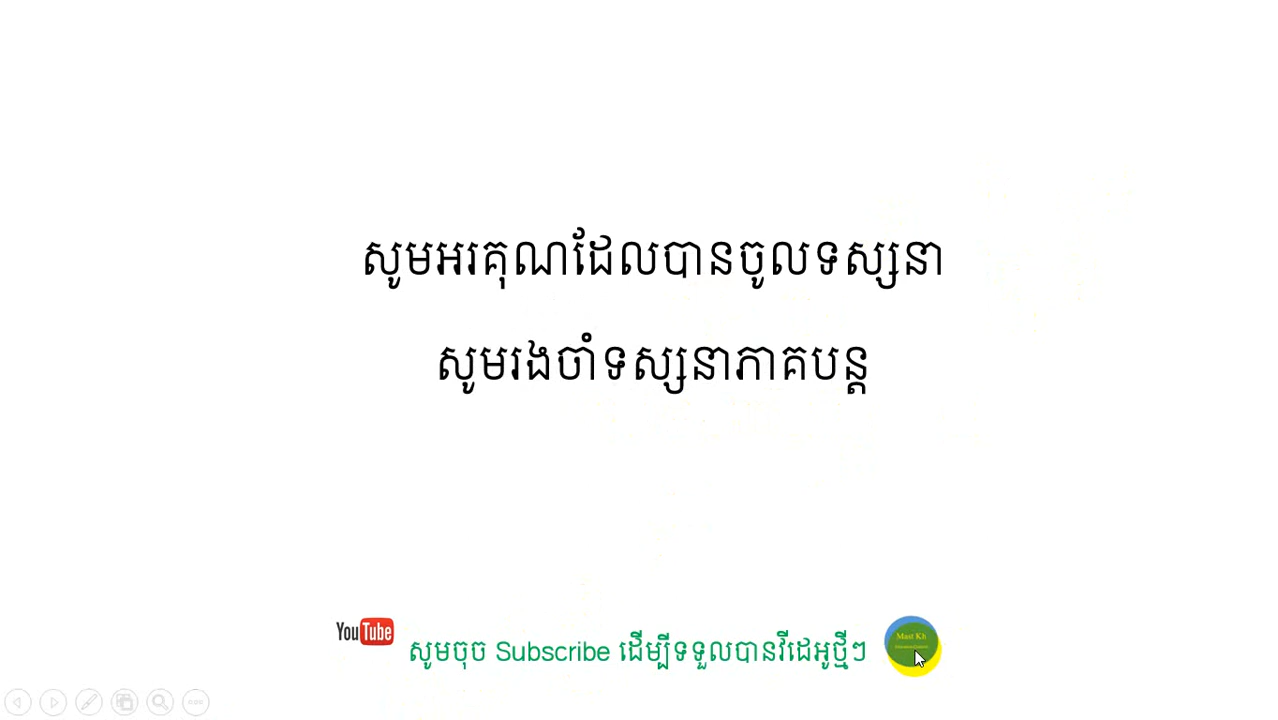 សូមអរគុណដែលបានចូលទស្សនា
សូមរងចាំទស្សនាភាគបន្ត
YouTube
សូមចុច Subscribe ដើម្បីទទួលបានវីដេអូថ្មីៗ
Mast Kh